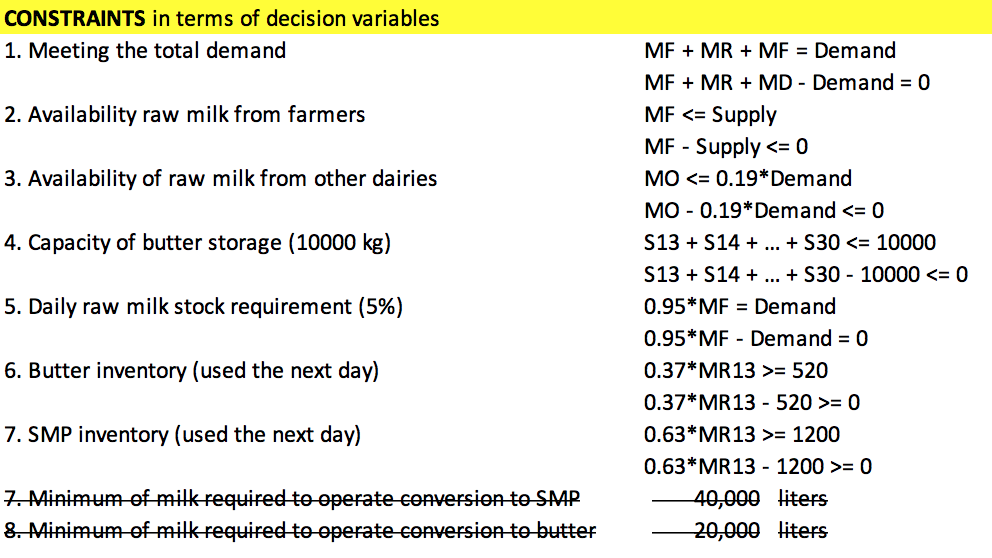 CONSTRAINTS in terms of decision variables
1. Meeting the total demand MF + MR + MF = Demand
MF + MR + MD - Demand = 0
2. Availability raw milk from farmers MF <= Supply
MF - Supply <= 0
3. Availability of raw milk from other dairies MO <= 0.19*Demand
MO - 0.19*Demand <= 0
4. Capacity of butter storage (10000 kg) S13 + S14 + ... + S30 <= 10000
S13 + S14 + ... + S30 - 10000 <= 0
5. Daily raw milk stock requirement (5%) 0.95*MF = Demand
0.95*MF - Demand = 0
6. Butter inventory (used the next day) 0.37*MR13 >= 520
0.37*MR13 - 520 >= 0
7. SMP inventory (used the next day) 0.63*MR13 >= 1200
0.63*MR13 - 1200 >= 0
7. Minimum of milk required to operate conversion to SMP 40,000 liters
8. Minimum of milk required to operate conversion to butter 20,000 liters